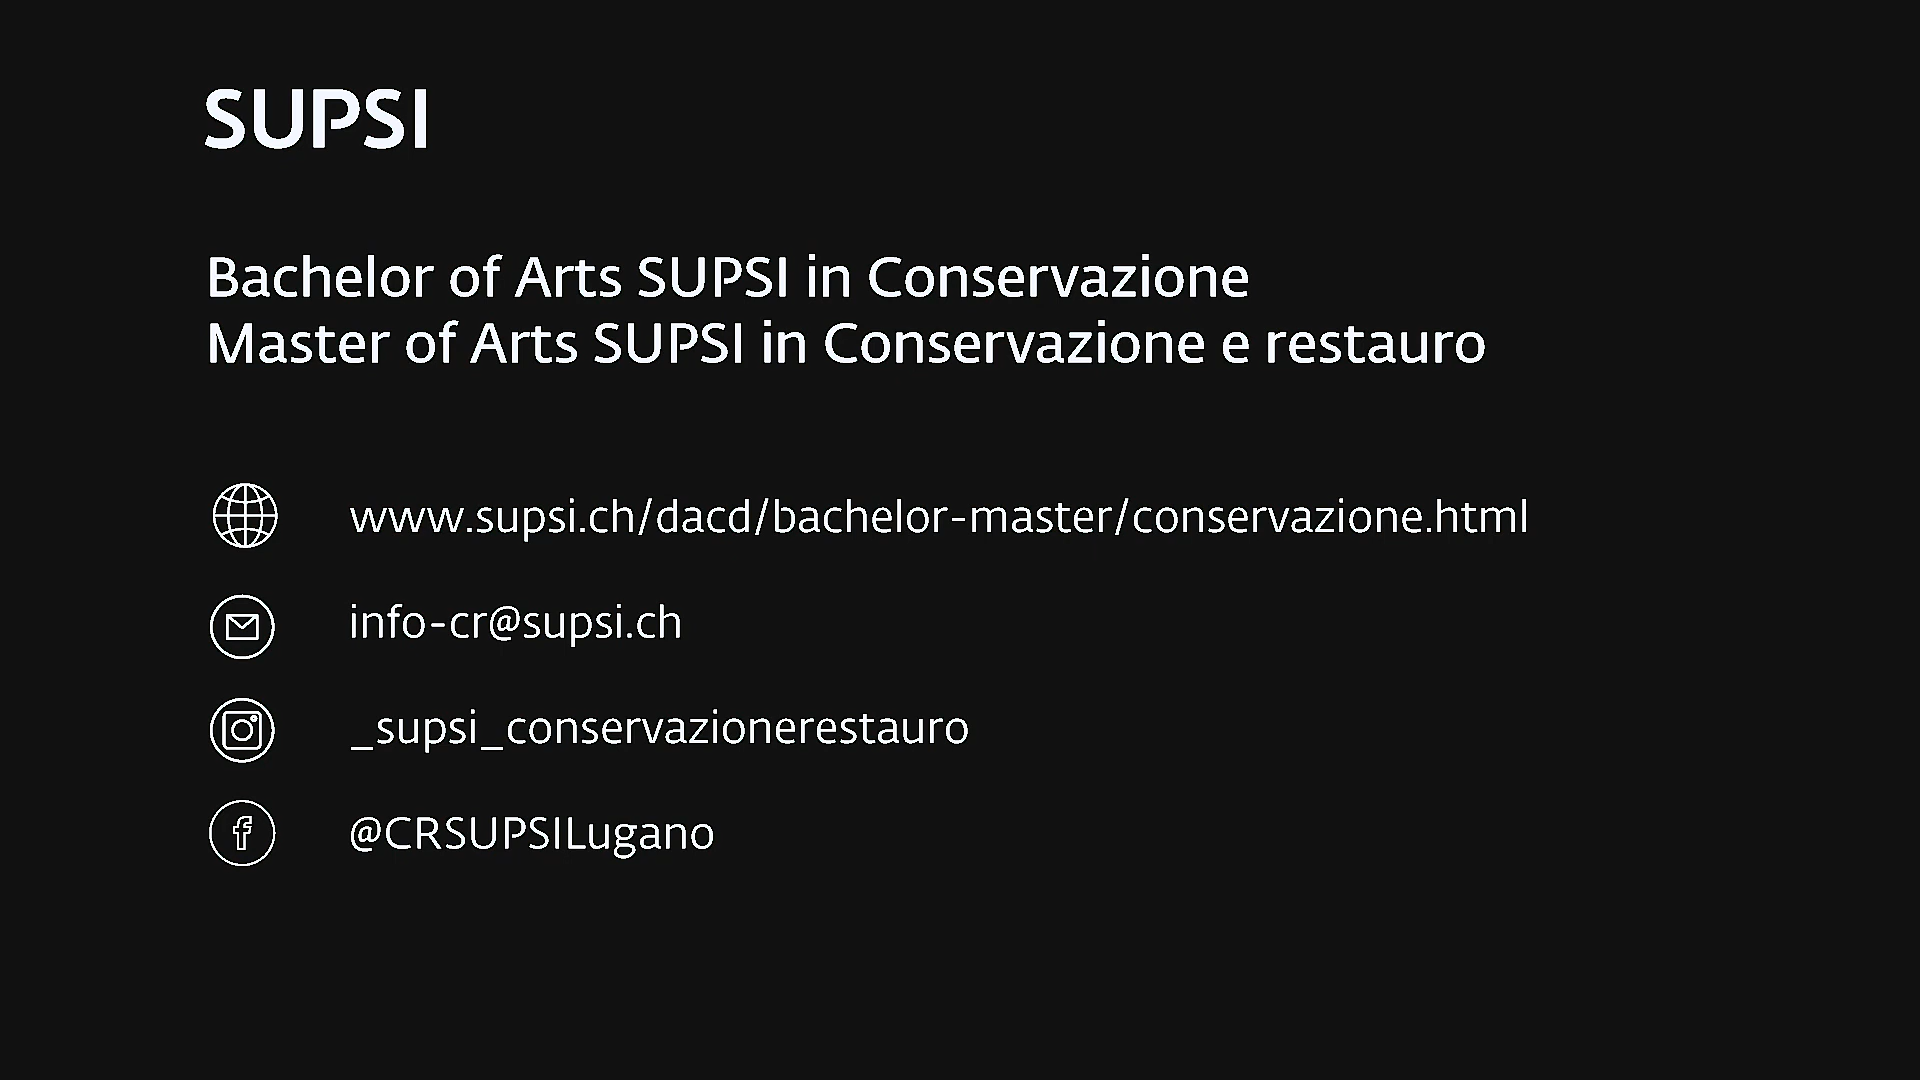 SUPSI
Bachelor of Arts SUPSI in Conservazione
Master of Arts SUPSI in Conservazione e restauro
www.supsi.ch/dacd/bachelor-master/conservazione.html
info-cr@supsi.ch
_supsi_conservazionerestauro
@CRSUPSILugano